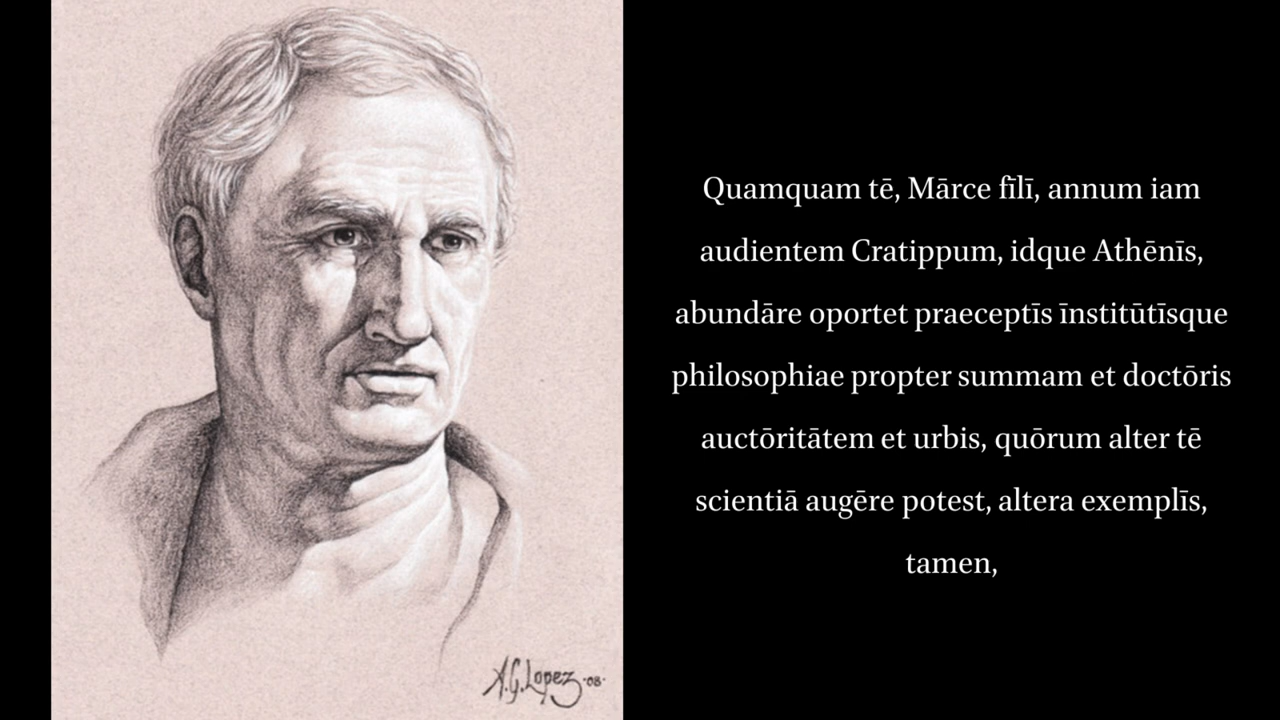 Quamquam tē, Mārce fīlī, annum iam
audientem Cratippum, idque Athēnīs,
abundāre oportet praeceptīs īnstitūtīsque
philosophiae propter summam et doctōris
auctōritātem et urbis, quōrum alter tē
scientiā augēre potest, altera exemplīs,
tamen,
A.G.Lopez ·08·